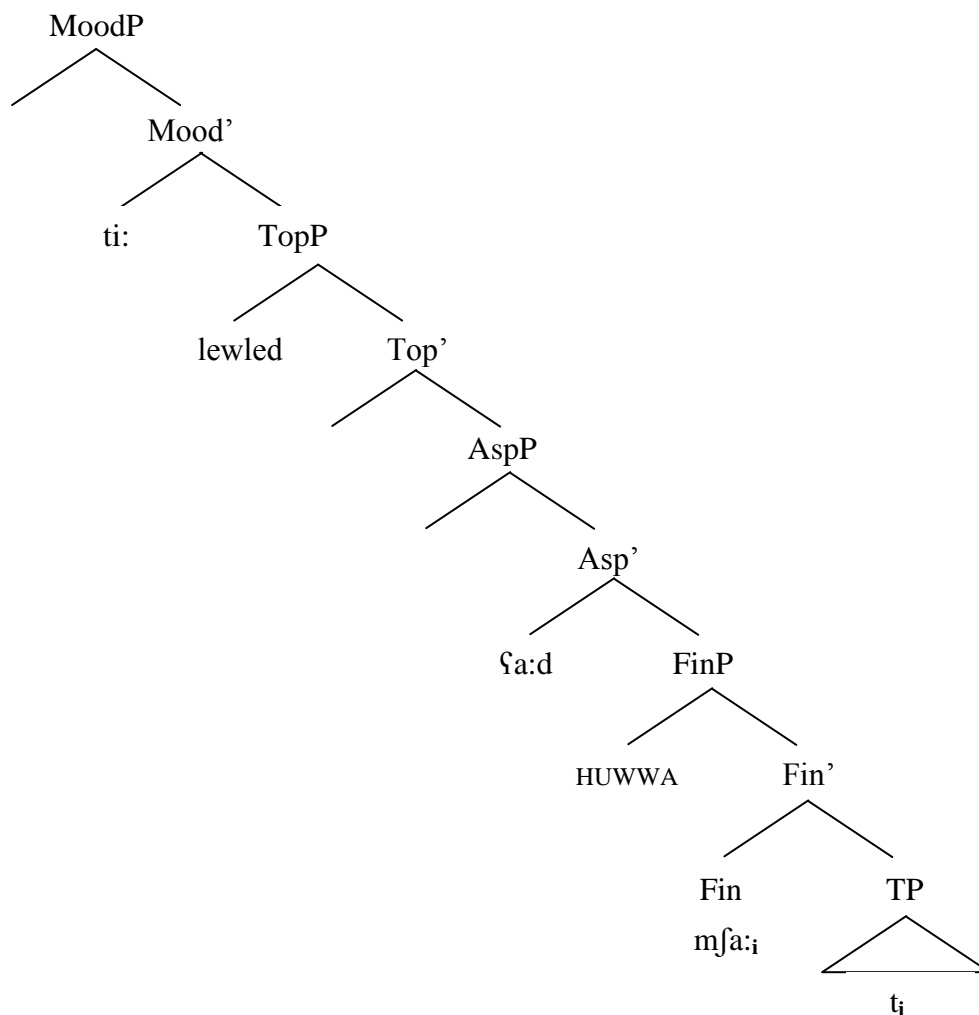 MoodP
Mood’
ti: TopP
lewled Top’
AspP
Asp’
ʕa:d FinP
HUWWA Fin’
Fin TP
mʃa:i
ti